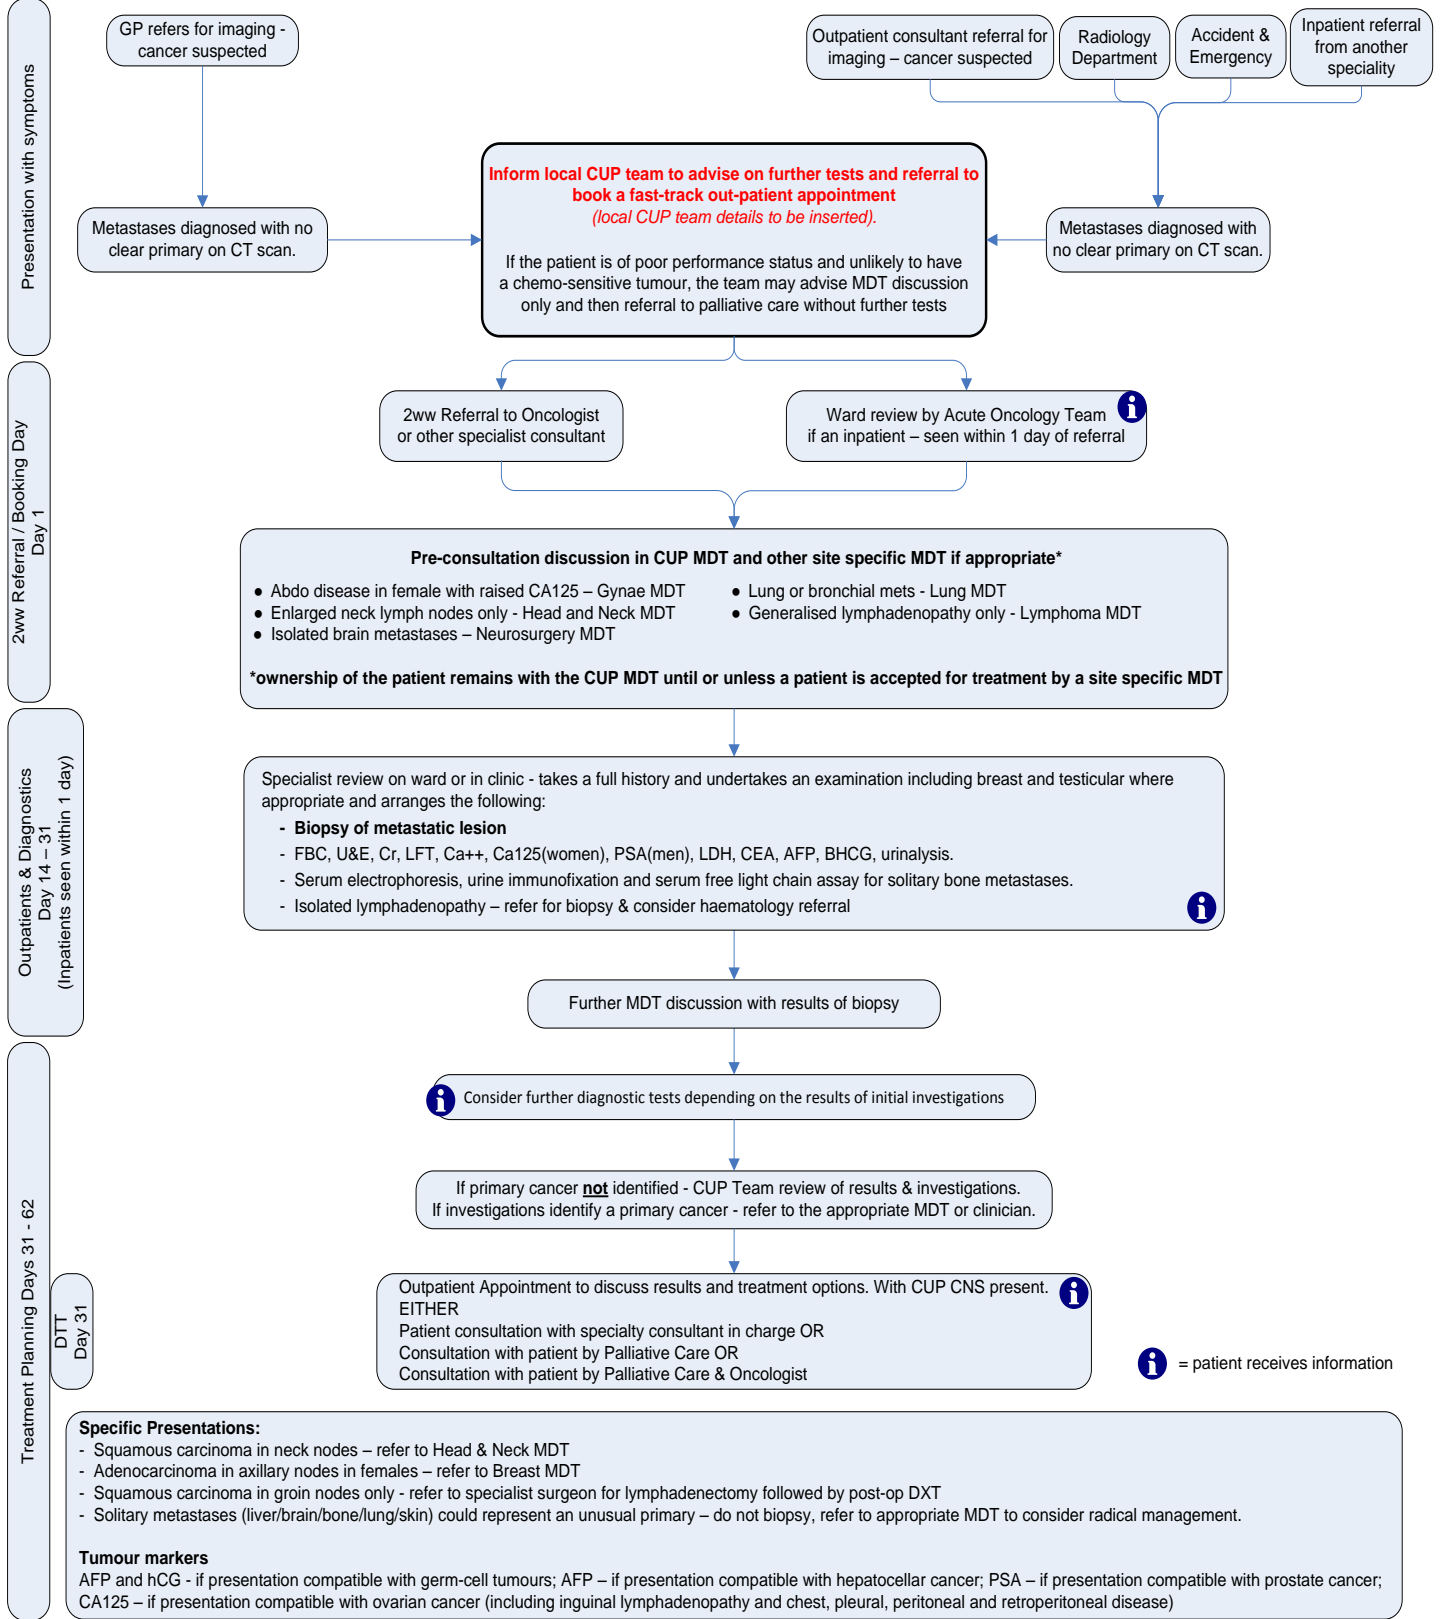 GP refers for imaging -
cancer suspected
Outpatient consultant referral for
imaging – cancer suspected
Radiology
Department
Accident &
Emergency
Inpatient referral
from another
speciality
Presentation with symptoms
Inform local CUP team to advise on further tests and referral to
book a fast-track out-patient appointment
(local CUP team details to be inserted).
If the patient is of poor performance status and unlikely to have
a chemo-sensitive tumour, the team may advise MDT discussion
only and then referral to palliative care without further tests
Metastases diagnosed with no
clear primary on CT scan.
Metastases diagnosed with
no clear primary on CT scan.
2ww Referral / Booking Day
Day 1
2ww Referral to Oncologist
or other specialist consultant
Ward review by Acute Oncology Team
if an inpatient – seen within 1 day of referral
i
Pre-consultation discussion in CUP MDT and other site specific MDT if appropriate*
● Abdo disease in female with raised CA125 – Gynae MDT
● Enlarged neck lymph nodes only - Head and Neck MDT
● Isolated brain metastases – Neurosurgery MDT
● Lung or bronchial mets - Lung MDT
● Generalised lymphadenopathy only - Lymphoma MDT
*ownership of the patient remains with the CUP MDT until or unless a patient is accepted for treatment by a site specific MDT
Outpatients & Diagnostics
Day 14 – 31
(Inpatients seen within 1 day)
Specialist review on ward or in clinic - takes a full history and undertakes an examination including breast and testicular where
appropriate and arranges the following:
- Biopsy of metastatic lesion
- FBC, U&E, Cr, LFT, Ca++, Ca125(women), PSA(men), LDH, CEA, AFP, BHCG, urinalysis.
- Serum electrophoresis, urine immunofixation and serum free light chain assay for solitary bone metastases.
- Isolated lymphadenopathy – refer for biopsy & consider haematology referral
i
Further MDT discussion with results of biopsy
Treatment Planning Days 31 - 62
i
Consider further diagnostic tests depending on the results of initial investigations
If primary cancer not identified - CUP Team review of results & investigations.
If investigations identify a primary cancer - refer to the appropriate MDT or clinician.
DTT
Day 31
Outpatient Appointment to discuss results and treatment options. With CUP CNS present.
EITHER
Patient consultation with specialty consultant in charge OR
Consultation with patient by Palliative Care OR
Consultation with patient by Palliative Care & Oncologist
i
i = patient receives information
Specific Presentations:
- Squamous carcinoma in neck nodes – refer to Head & Neck MDT
- Adenocarcinoma in axillary nodes in females – refer to Breast MDT
- Squamous carcinoma in groin nodes only - refer to specialist surgeon for lymphadenectomy followed by post-op DXT
- Solitary metastases (liver/brain/bone/lung/skin) could represent an unusual primary – do not biopsy, refer to appropriate MDT to consider radical management.
Tumour markers
AFP and hCG - if presentation compatible with germ-cell tumours; AFP – if presentation compatible with hepatocellar cancer; PSA – if presentation compatible with prostate cancer;
CA125 – if presentation compatible with ovarian cancer (including inguinal lymphadenopathy and chest, pleural, peritoneal and retroperitoneal disease)